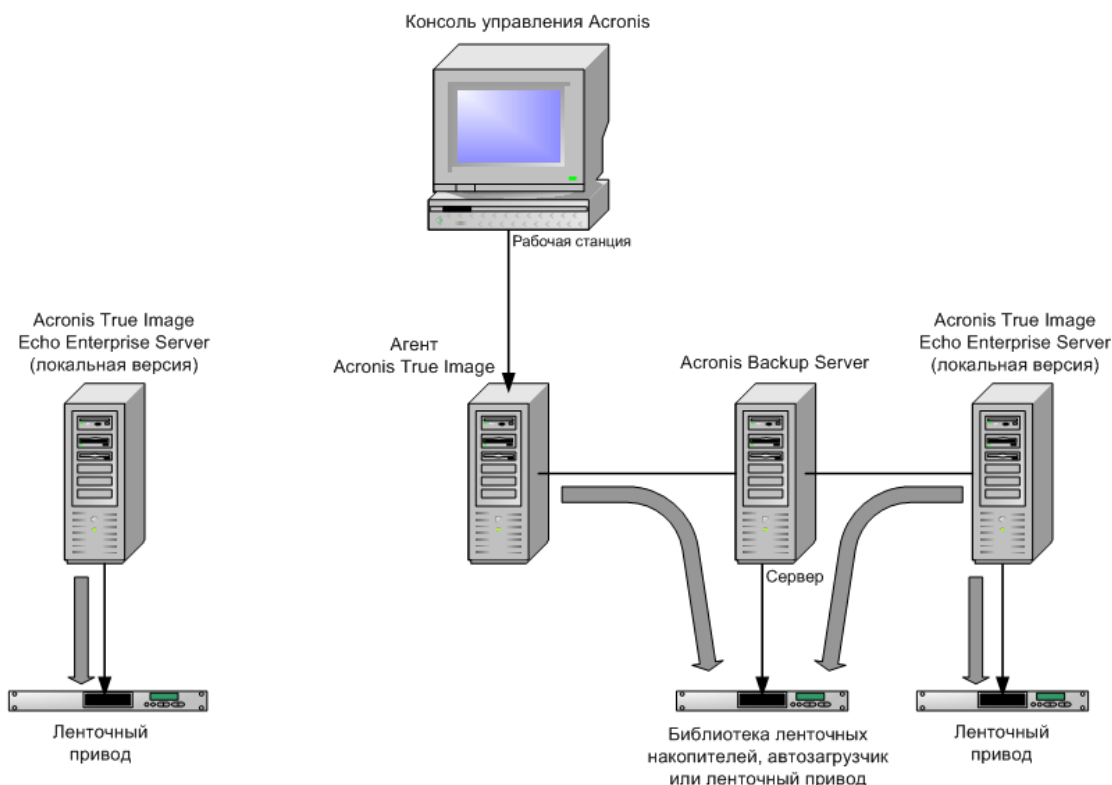 Консоль управления Acronis
Рабочая станция
Acronis True Image
Echo Enterprise Server
(локальная версия)
Агент
Acronis True Image
Acronis Backup Server
Acronis True Image
Echo Enterprise Server
(локальная версия)
Сервер
Ленточный
привод
Библиотека ленточных
накопителей, автозагрузчик
или ленточный привод
Ленточный
привод